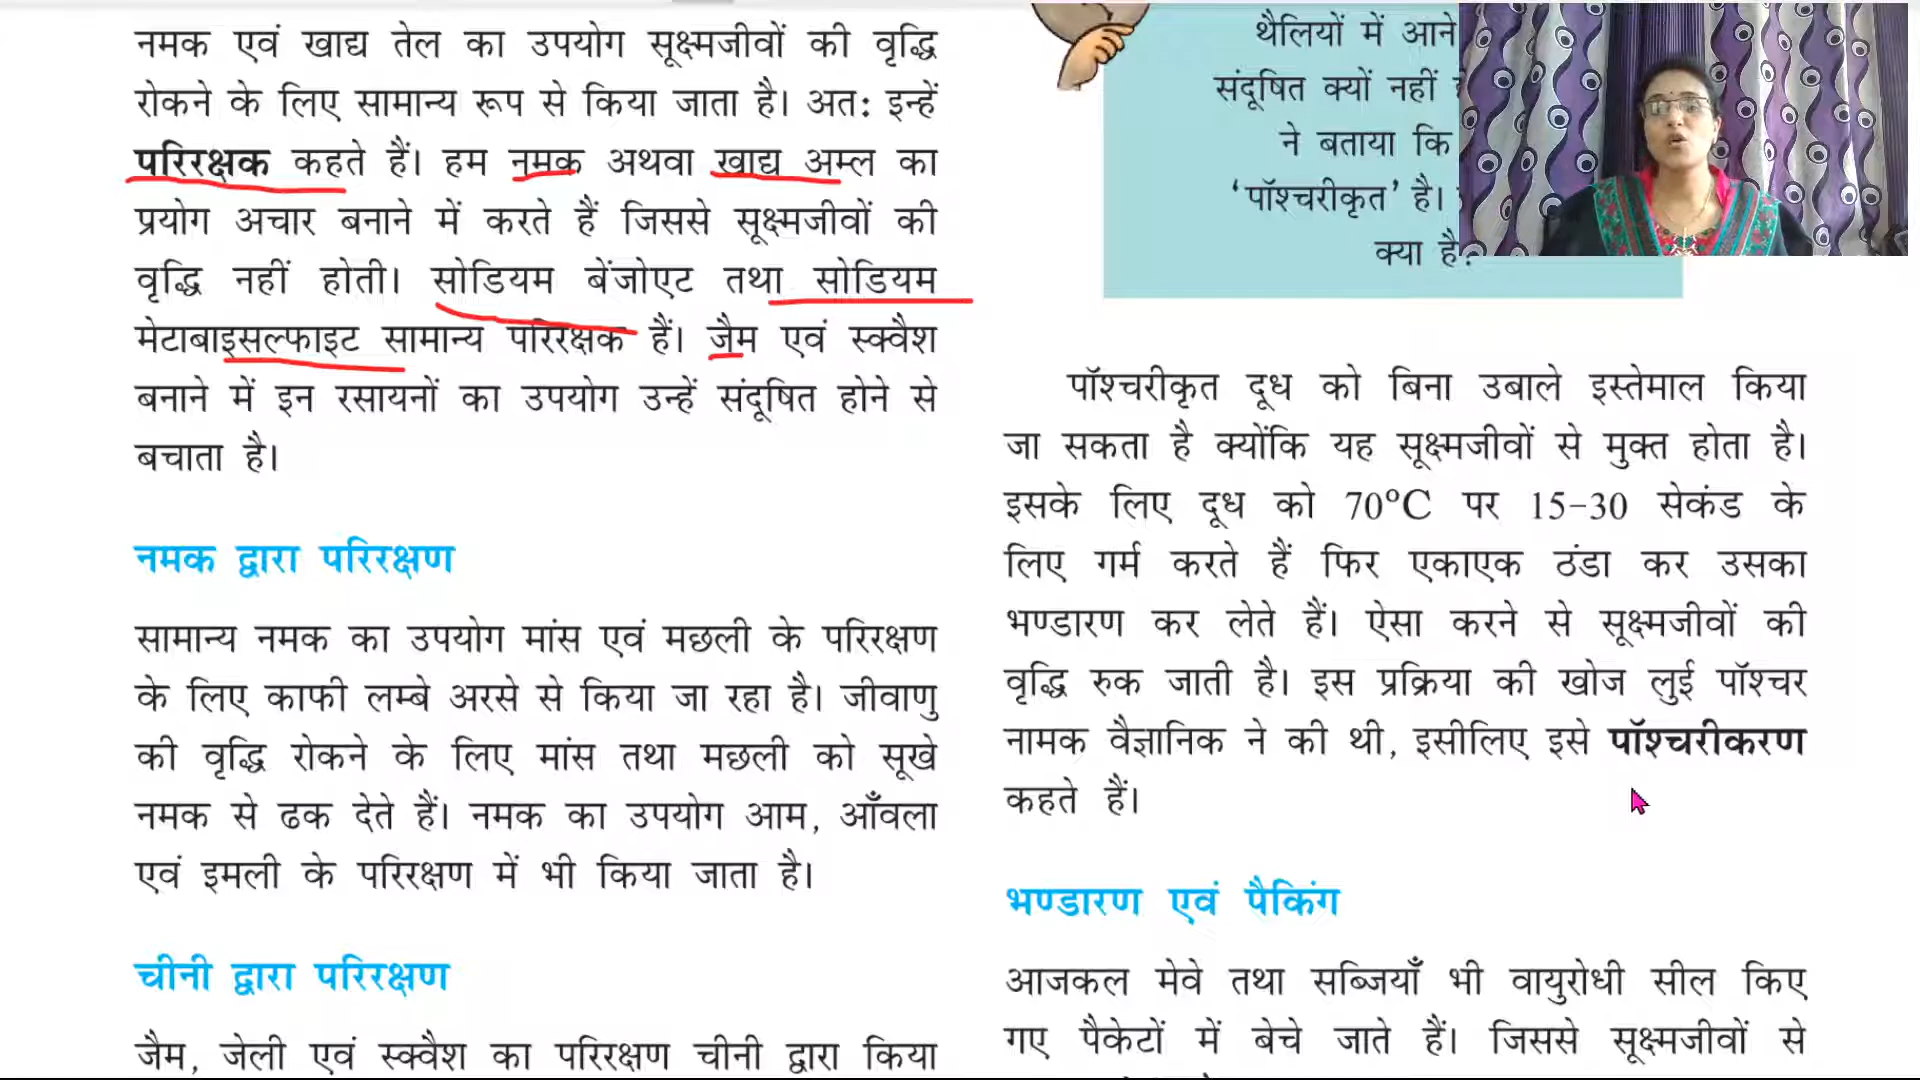 नमक एवं खाद्य तेल का उपयोग सूक्ष्मजीवों की वृद्धि
रोकने के लिए सामान्य रूप से किया जाता है। अतः इन्हें
परिरक्षक कहते हैं। हम नमक अथवा खाद्य अम्ल का
प्रयोग अचार बनाने में करते हैं जिससे सूक्ष्मजीवों की
वृद्धि नहीं होती। सोडियम बेंजोएट तथा सोडियम
मेटाबाइसल्फाइट सामान्य परिरक्षक हैं। जैम एवं स्क्वैश
बनाने में इन रसायनों का उपयोग उन्हें संदूषित होने से
बचाता है।
नमक द्वारा परिरक्षण
सामान्य नमक का उपयोग मांस एवं मछली के परिरक्षण
के लिए काफी लम्बे अरसे से किया जा रहा है। जीवाणु
की वृद्धि रोकने के लिए मांस तथा मछली को सूखे
नमक से ढक देते हैं। नमक का उपयोग आम, आँवला
एवं इमली के परिरक्षण में भी किया जाता है।
चीनी द्वारा परिरक्षण
जैम, जेली एवं स्क्वैश का परिरक्षण चीनी द्वारा किया
थैलियों में आने
संदूषित क्यों नहीं
ने बताया कि
‘पॉश्चरीकृत’ है।
क्या है?
पॉश्चरीकृत दूध को बिना उबाले इस्तेमाल किया
जा सकता है क्योंकि यह सूक्ष्मजीवों से मुक्त होता है।
इसके लिए दूध को 70°C पर 15-30 सेकंड के
लिए गर्म करते हैं फिर एकाएक ठंडा कर उसका
भण्डारण कर लेते हैं। ऐसा करने से सूक्ष्मजीवों की
वृद्धि रुक जाती है। इस प्रक्रिया की खोज लुई पॉश्चर
नामक वैज्ञानिक ने की थी, इसीलिए इसे पॉश्चरीकरण
कहते हैं।
भण्डारण एवं पैकिंग
आजकल मेवे तथा सब्जियाँ भी वायुरोधी सील किए
गए पैकेटों में बेचे जाते हैं। जिससे सूक्ष्मजीवों से